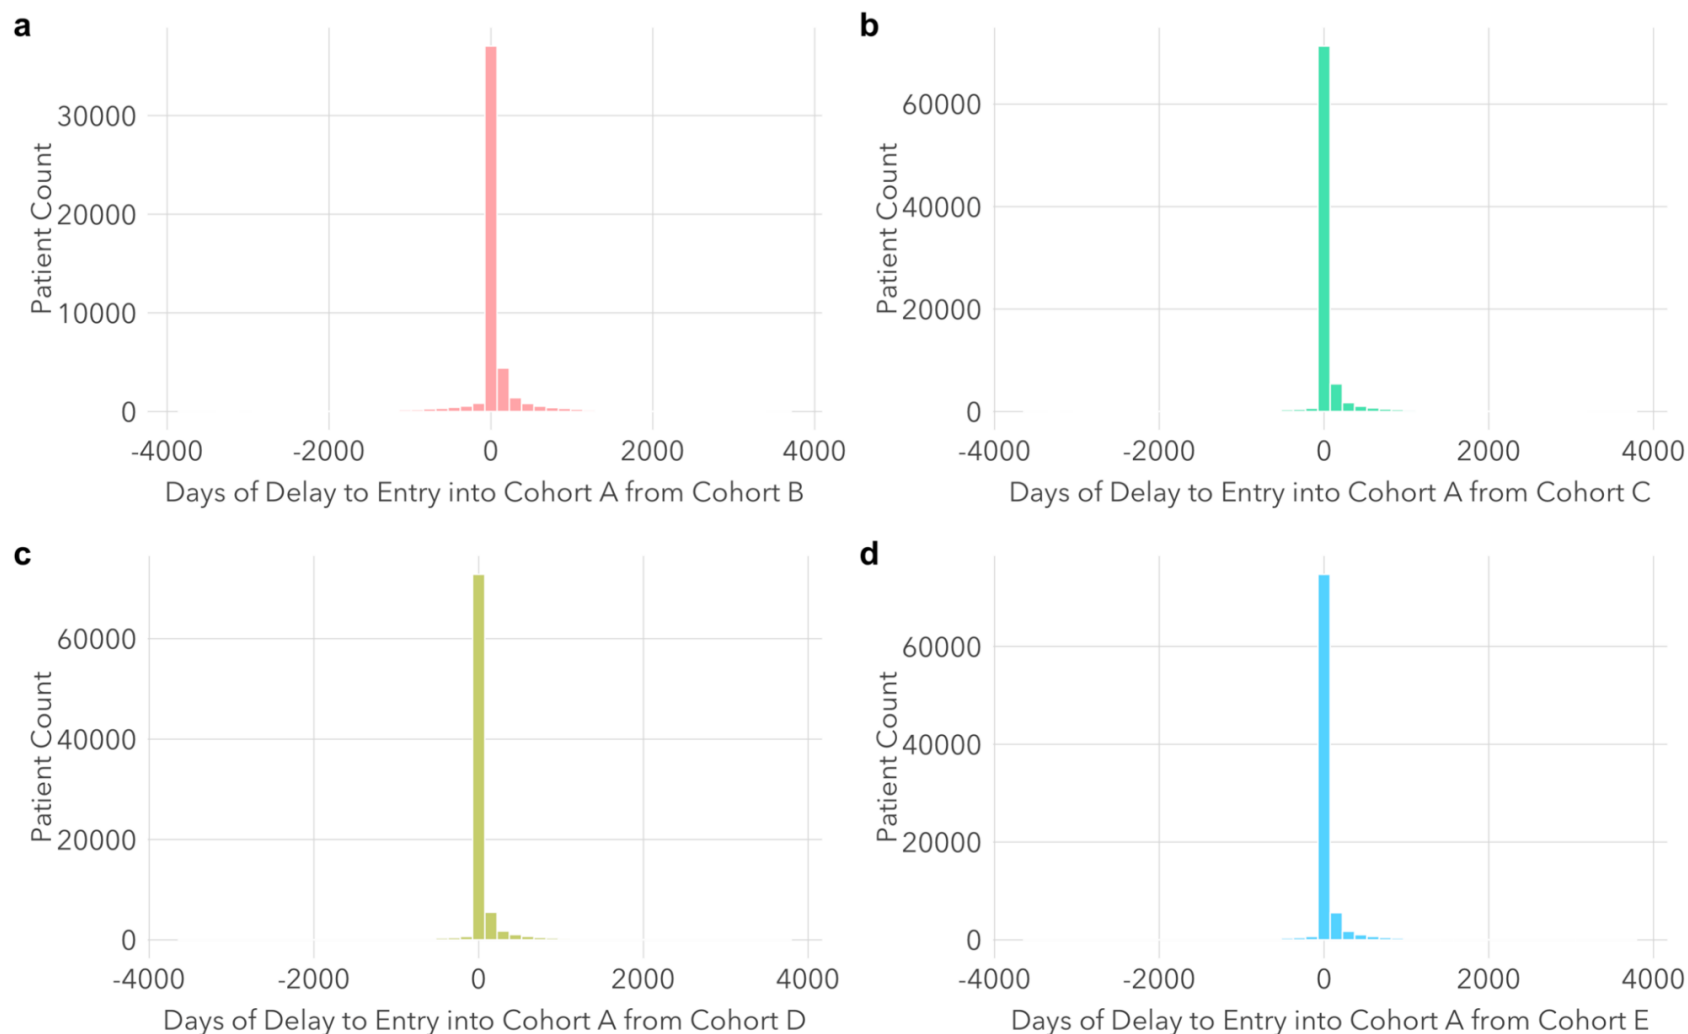 a
30000
20000
10000
0
Patient Count
-4000 -2000 0 2000 4000
Days of Delay to Entry into Cohort A from Cohort B
b
60000
40000
20000
0
Patient Count
-4000 -2000 0 2000 4000
Days of Delay to Entry into Cohort A from Cohort C
c
60000
40000
20000
0
Patient Count
-4000 -2000 0 2000 4000
Days of Delay to Entry into Cohort A from Cohort D
d
60000
40000
20000
0
Patient Count
-4000 -2000 0 2000 4000
Days of Delay to Entry into Cohort A from Cohort E